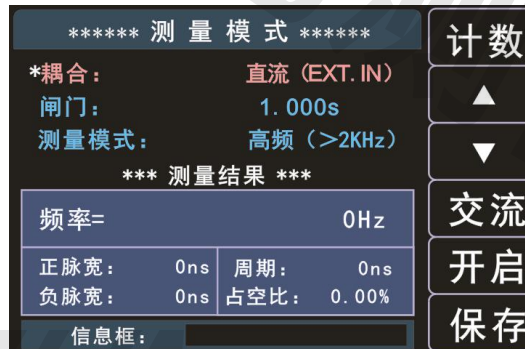 ****** 测 量 模 式 ******
*耦合： 直流（EXT.IN）
闸门： 1.000s
测量模式： 高频（＞2KHz）
*** 测量结果 ***
频率= 0Hz
正脉宽： 0ns 周期： 0ns
负脉宽： 0ns 占空比： 0.00%
信息框：
计数
▲
▼
交流
开启
保存